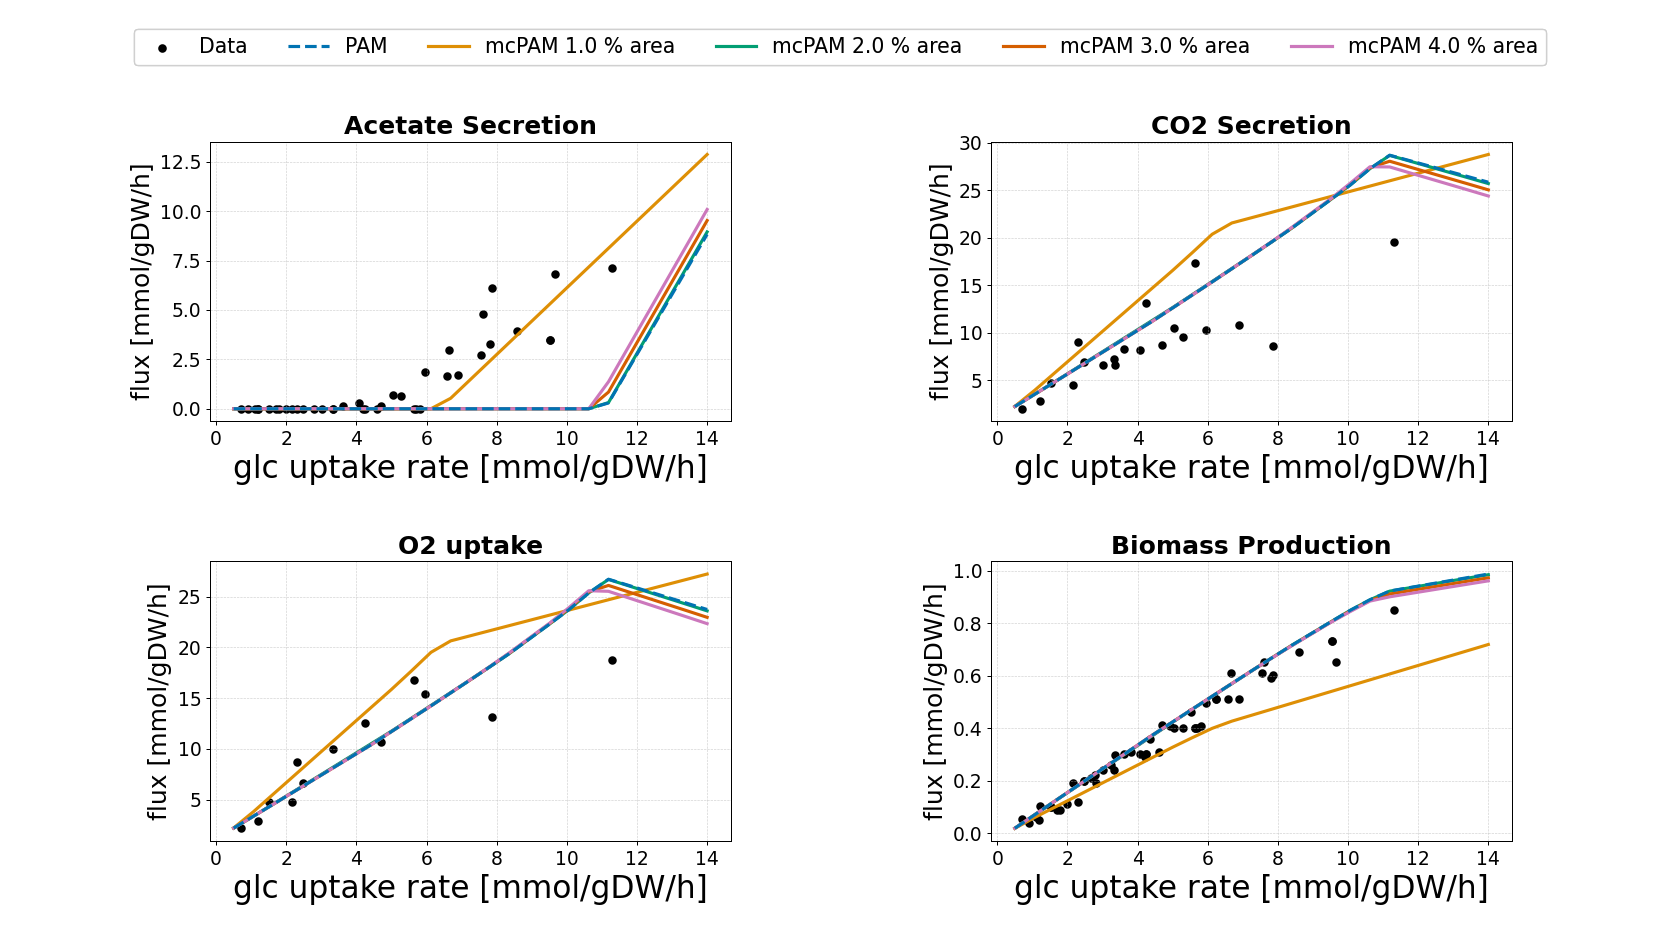 Data PAM mcPAM 1.0 % area mcPAM 2.0 % area mcPAM 3.0 % area mcPAM 4.0 % area
Acetate Secretion
flux [mmol/gDW/h]
12.5
10.0
7.5
5.0
2.5
0.0
0 2 4 6 8 10 12 14
glc uptake rate [mmol/gDW/h]
CO2 Secretion
flux [mmol/gDW/h]
30
25
20
15
10
5
0 2 4 6 8 10 12 14
glc uptake rate [mmol/gDW/h]
O2 uptake
flux [mmol/gDW/h]
25
20
15
10
5
0 2 4 6 8 10 12 14
glc uptake rate [mmol/gDW/h]
Biomass Production
flux [mmol/gDW/h]
1.0
0.8
0.6
0.4
0.2
0.0
0 2 4 6 8 10 12 14
glc uptake rate [mmol/gDW/h]